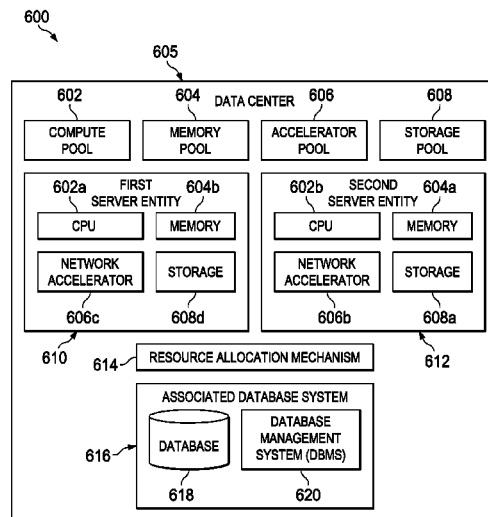 600
605
DATA CENTER
602
604
606
608
COMPUTE
POOL
MEMORY
POOL
ACCELERATOR
POOL
STORAGE
POOL
FIRST
SERVER ENTITY
602a
604b
CPU
MEMORY
NETWORK
ACCELERATOR
STORAGE
606c
608d
610
SECOND
SERVER ENTITY
602b
604a
CPU
MEMORY
NETWORK
ACCELERATOR
STORAGE
606b
608a
612
614
RESOURCE ALLOCATION MECHANISM
ASSOCIATED DATABASE SYSTEM
616
DATABASE
618
DATABASE
MANAGEMENT
SYSTEM (DBMS)
620